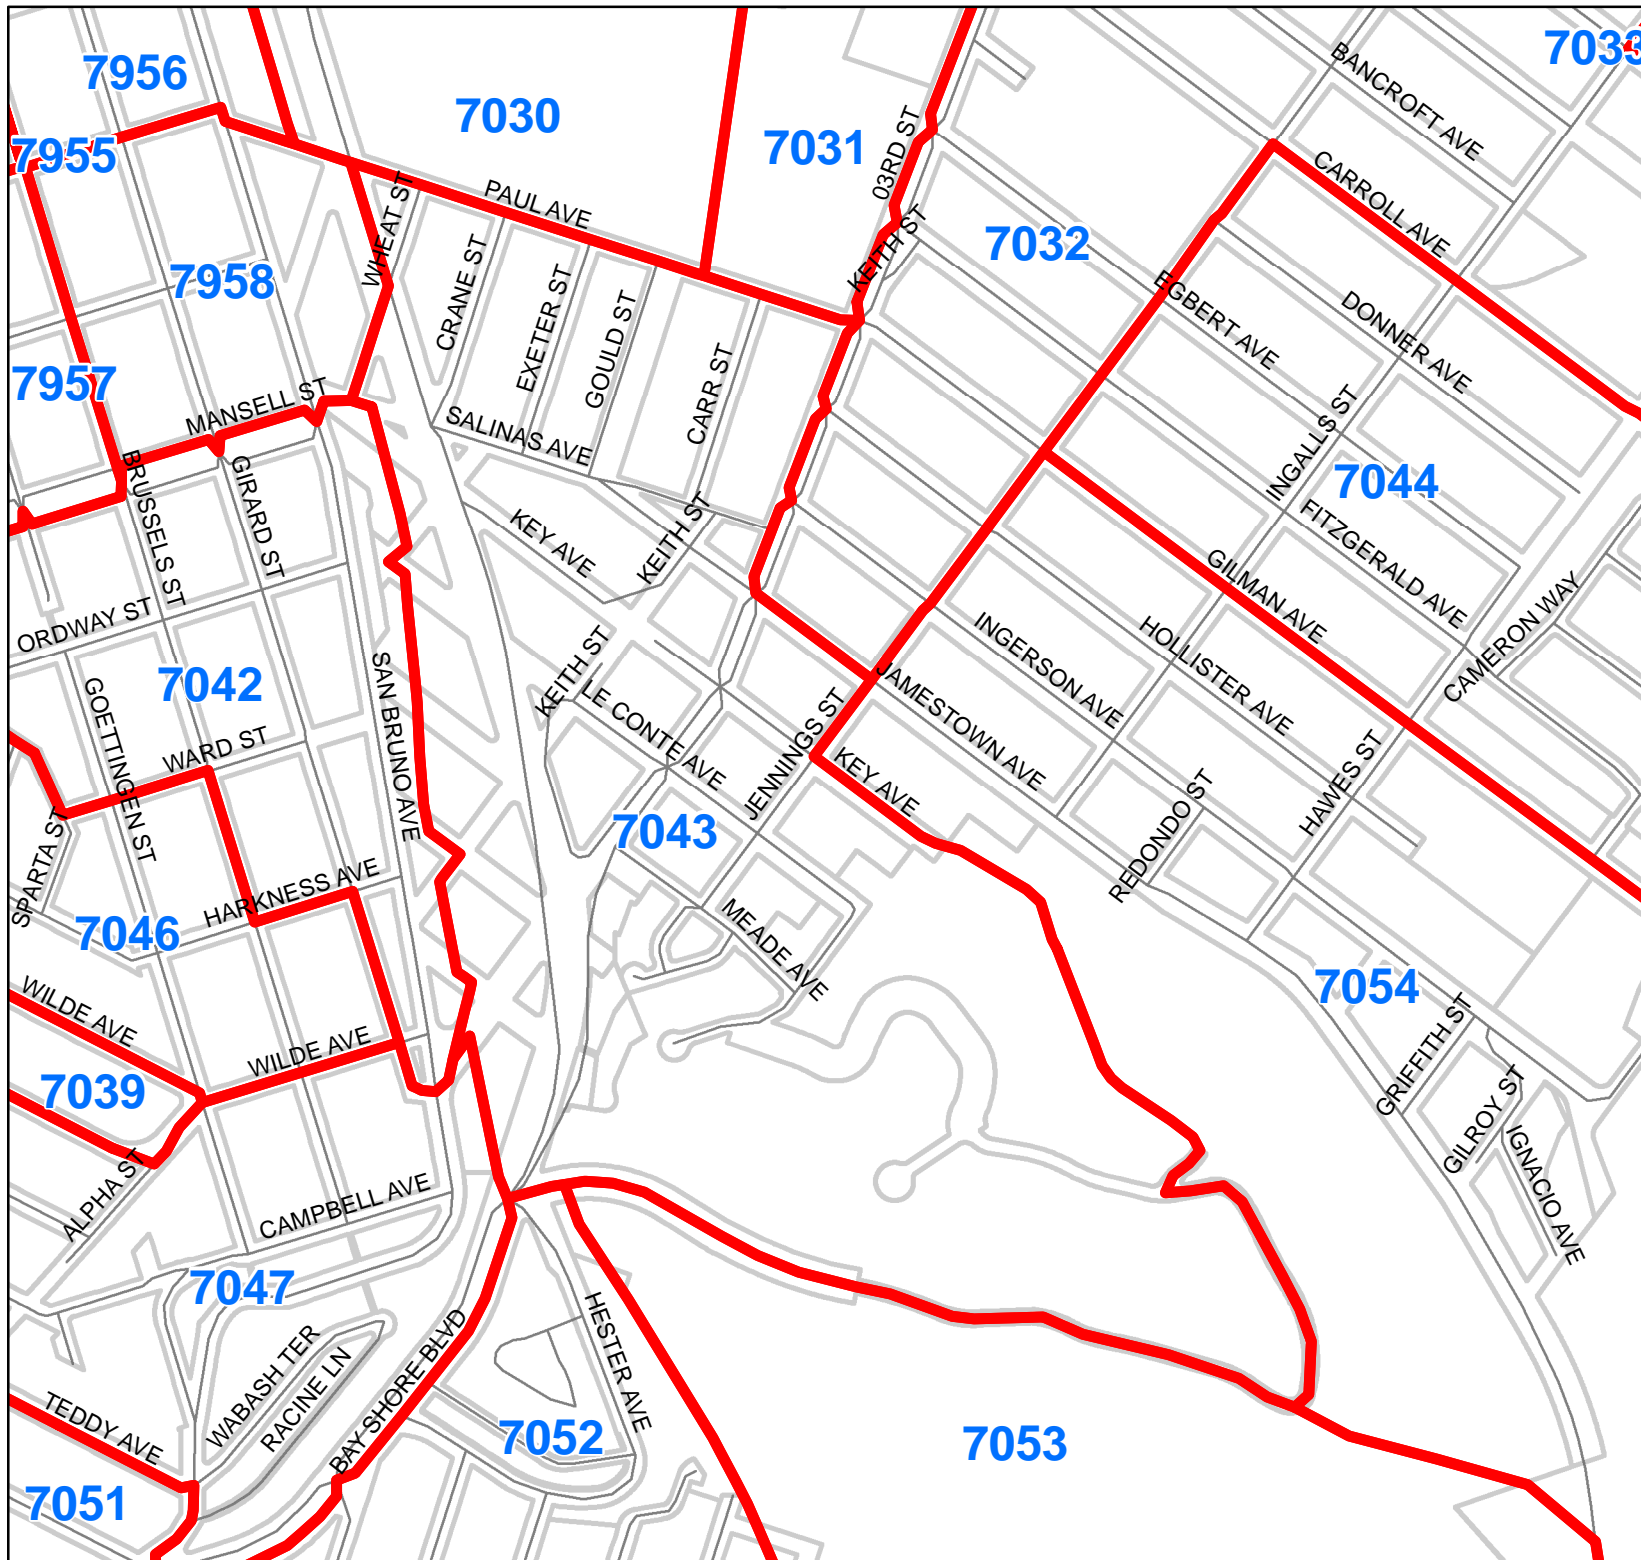 7956
7955
7030
7031
7033
BANCROFT AVE
03RD ST
CARROLL AVE
7032
7958
WHEAT ST
PAUL AVE
KEITH ST
CRANE ST
EXETER ST
GOULD ST
EGBERT AVE
DONNER AVE
7957
MANSELL ST
CARR ST
SALINAS AVE
INGALLS ST
7044
BRUSSELS ST
GIRARD ST
KEY AVE
KEITH ST
FITZGERALD AVE
GILMAN AVE
CAMERON WAY
ORDWAY ST
INGERSON AVE
HOLLISTER AVE
7042
GOETTINGEN ST
SAN BRUNO AVE
KEITH ST
LE CONTE AVE
JAMESTOWN AVE
JENNINGS ST
WARD ST
KEY AVE
HAWES ST
REDONDO ST
7043
SPARTA ST
HARKNESS AVE
7046
MEADE AVE
7054
WILDE AVE
WILDE AVE
GRIFFITH ST
7039
GILROY ST
IGNACIO AVE
ALPHA ST
CAMPBELL AVE
7047
HESTER AVE
WABASH TER
RACINE LN
BAY SHORE BLVD
TEDDY AVE
7052
7053
7051